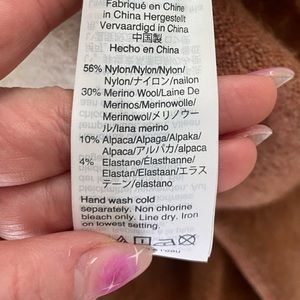 Fabriqué en Chine
in China Hergestellt
Vervaardigd in China
中国製
Hecho en China
56% Nylon/Nylon/Nylon/
Nylon/ナイロン/nailon
30% Merino Wool/Laine De
Merinos/Merinowolle/
Merinowol/メリノウー
ル/lana merino
10% Alpaca/Alpaga/Alpaka/
Alpaca/アルパカ/alpaca
4% Elastane/Élasthanne/
Elastan/Elastaan/エラス
テーン/elastano
Hand wash cold
separately. Non chlorine
bleach only. Line dry. Iron
on lowest setting.